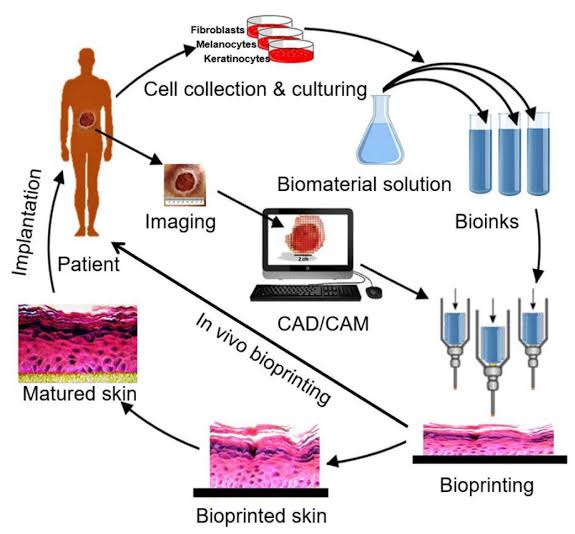 Fibroblasts
Melanocytes
Keratinocytes
Cell collection & culturing
Biomaterial solution
Bioinks
Imaging
2 cm
CAD/CAM
Patient
Implantation
In vivo bioprinting
Matured skin
Bioprinted skin
Bioprinting